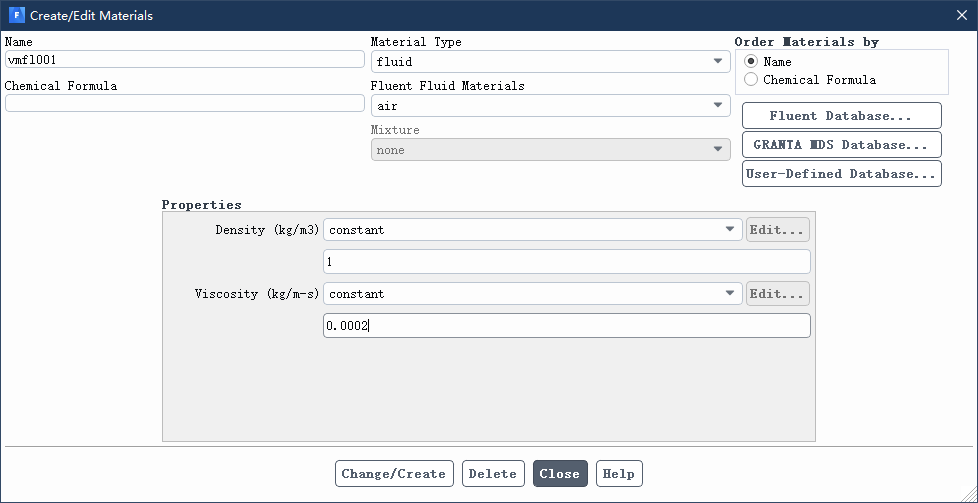 F Create/Edit Materials
Name
vmfl001
Material Type
fluid
Order Materials by
Name
Chemical Formula
Chemical Formula
Fluent Fluid Materials
air
Mixture
none
Fluent Database...
GRANTA MDS Database...
User-Defined Database...
Properties
Density (kg/m3) constant Edit...
1
Viscosity (kg/m-s) constant Edit...
0.0002
Change/Create Delete Close Help